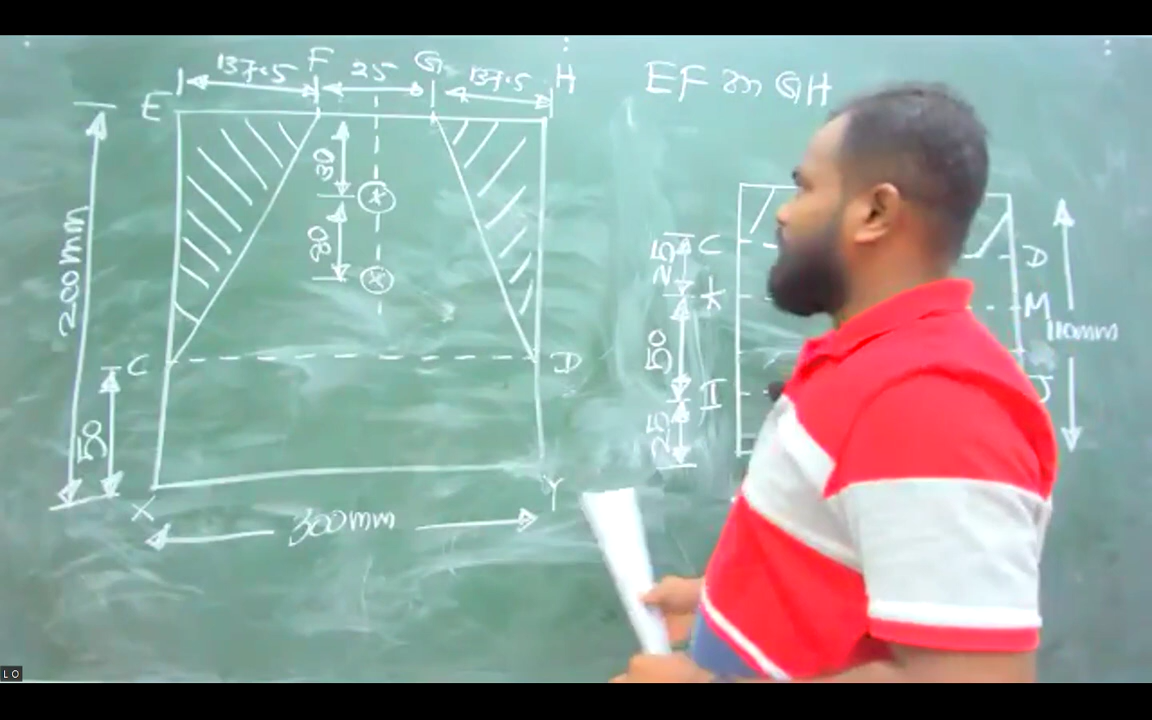 137.5 F 25 G 137.5 H
E
EF හා GH
200mm
30
30
C D
50
X Y
300mm
25 C D
K M
50
110mm
I J
25
LO